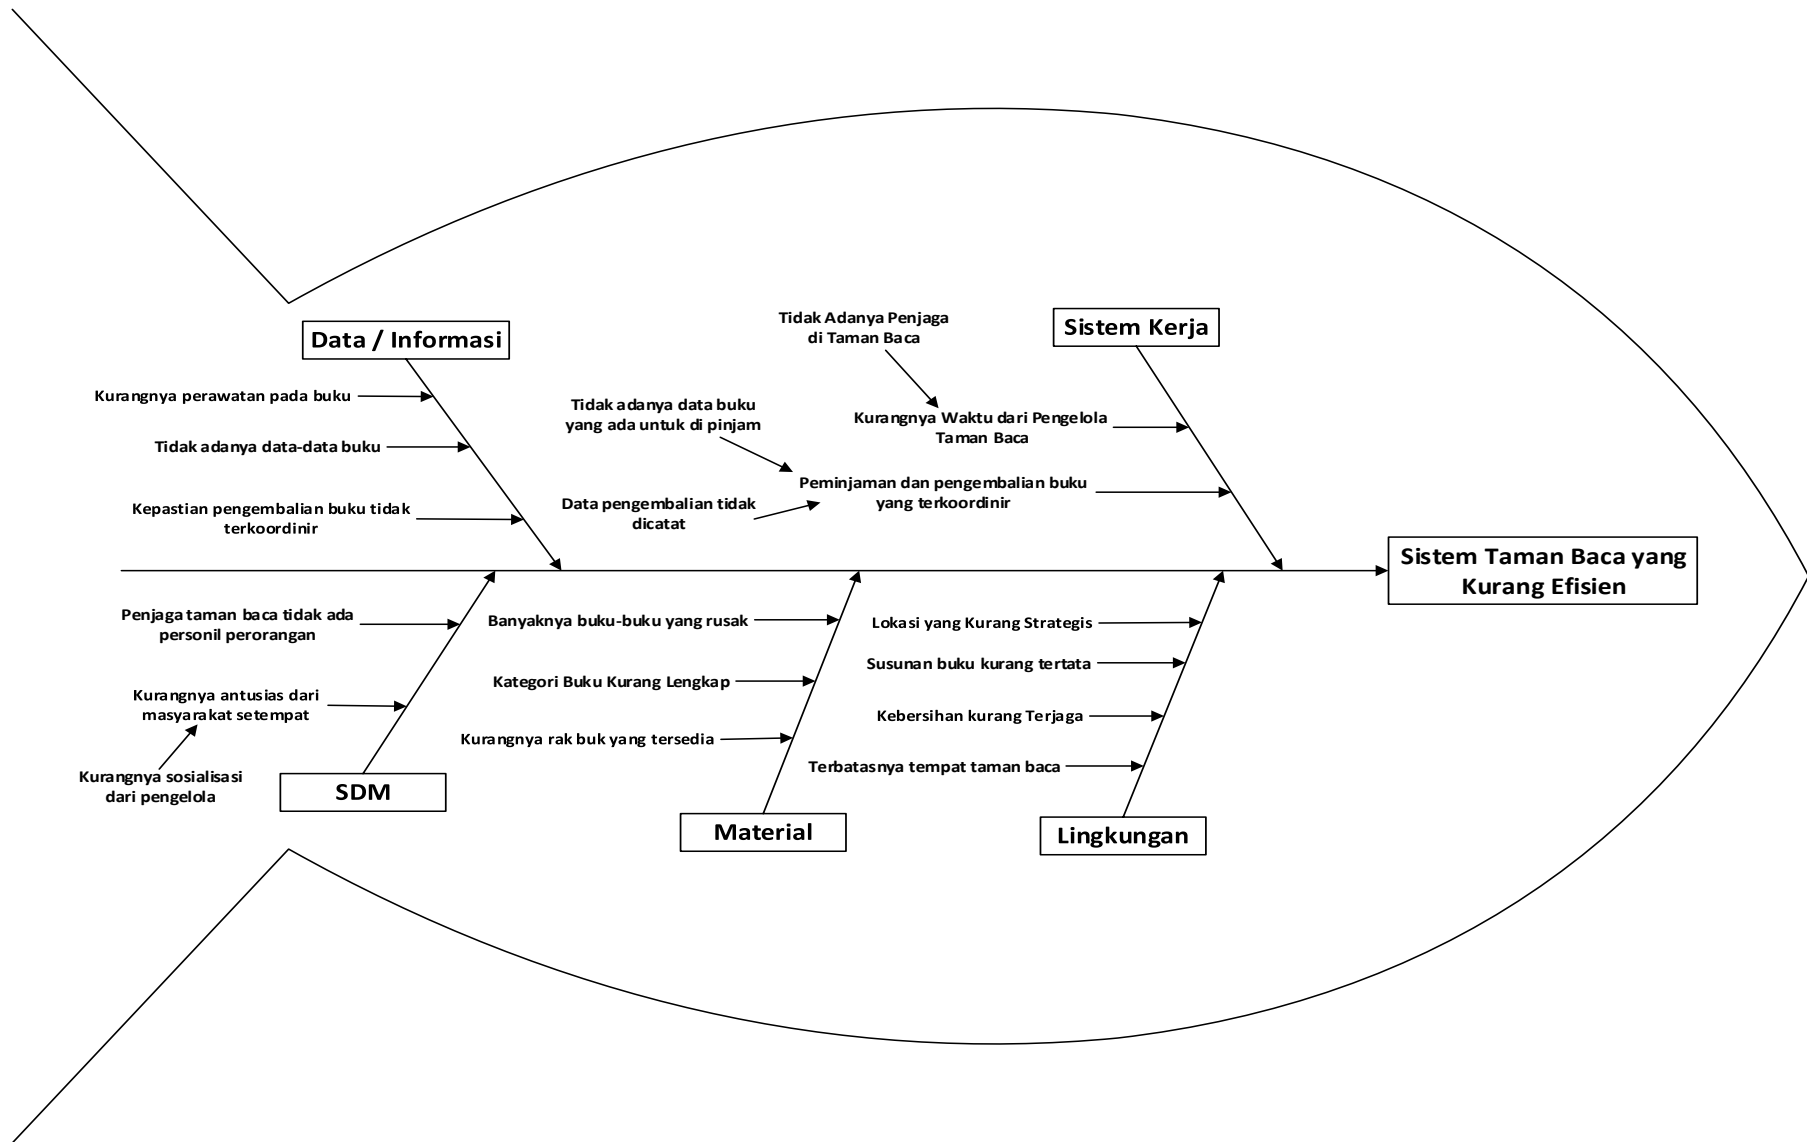 Data / Informasi
Kurangnya perawatan pada buku
Tidak adanya data-data buku
Kepastian pengembalian buku tidak
terkoordinir
Tidak Adanya Penjaga
di Taman Baca
Sistem Kerja
Tidak adanya data buku
yang ada untuk di pinjam
Kurangnya Waktu dari Pengelola
Taman Baca
Data pengembalian tidak
dicatat
Peminjaman dan pengembalian buku
yang terkoordinir
Sistem Taman Baca yang
Kurang Efisien
Penjaga taman baca tidak ada
personil perorangan
Kurangnya antusias dari
masyarakat setempat
Kurangnya sosialisasi
dari pengelola
SDM
Banyaknya buku-buku yang rusak
Kategori Buku Kurang Lengkap
Kurangnya rak buk yang tersedia
Material
Lokasi yang Kurang Strategis
Susunan buku kurang tertata
Kebersihan kurang Terjaga
Terbatasnya tempat taman baca
Lingkungan